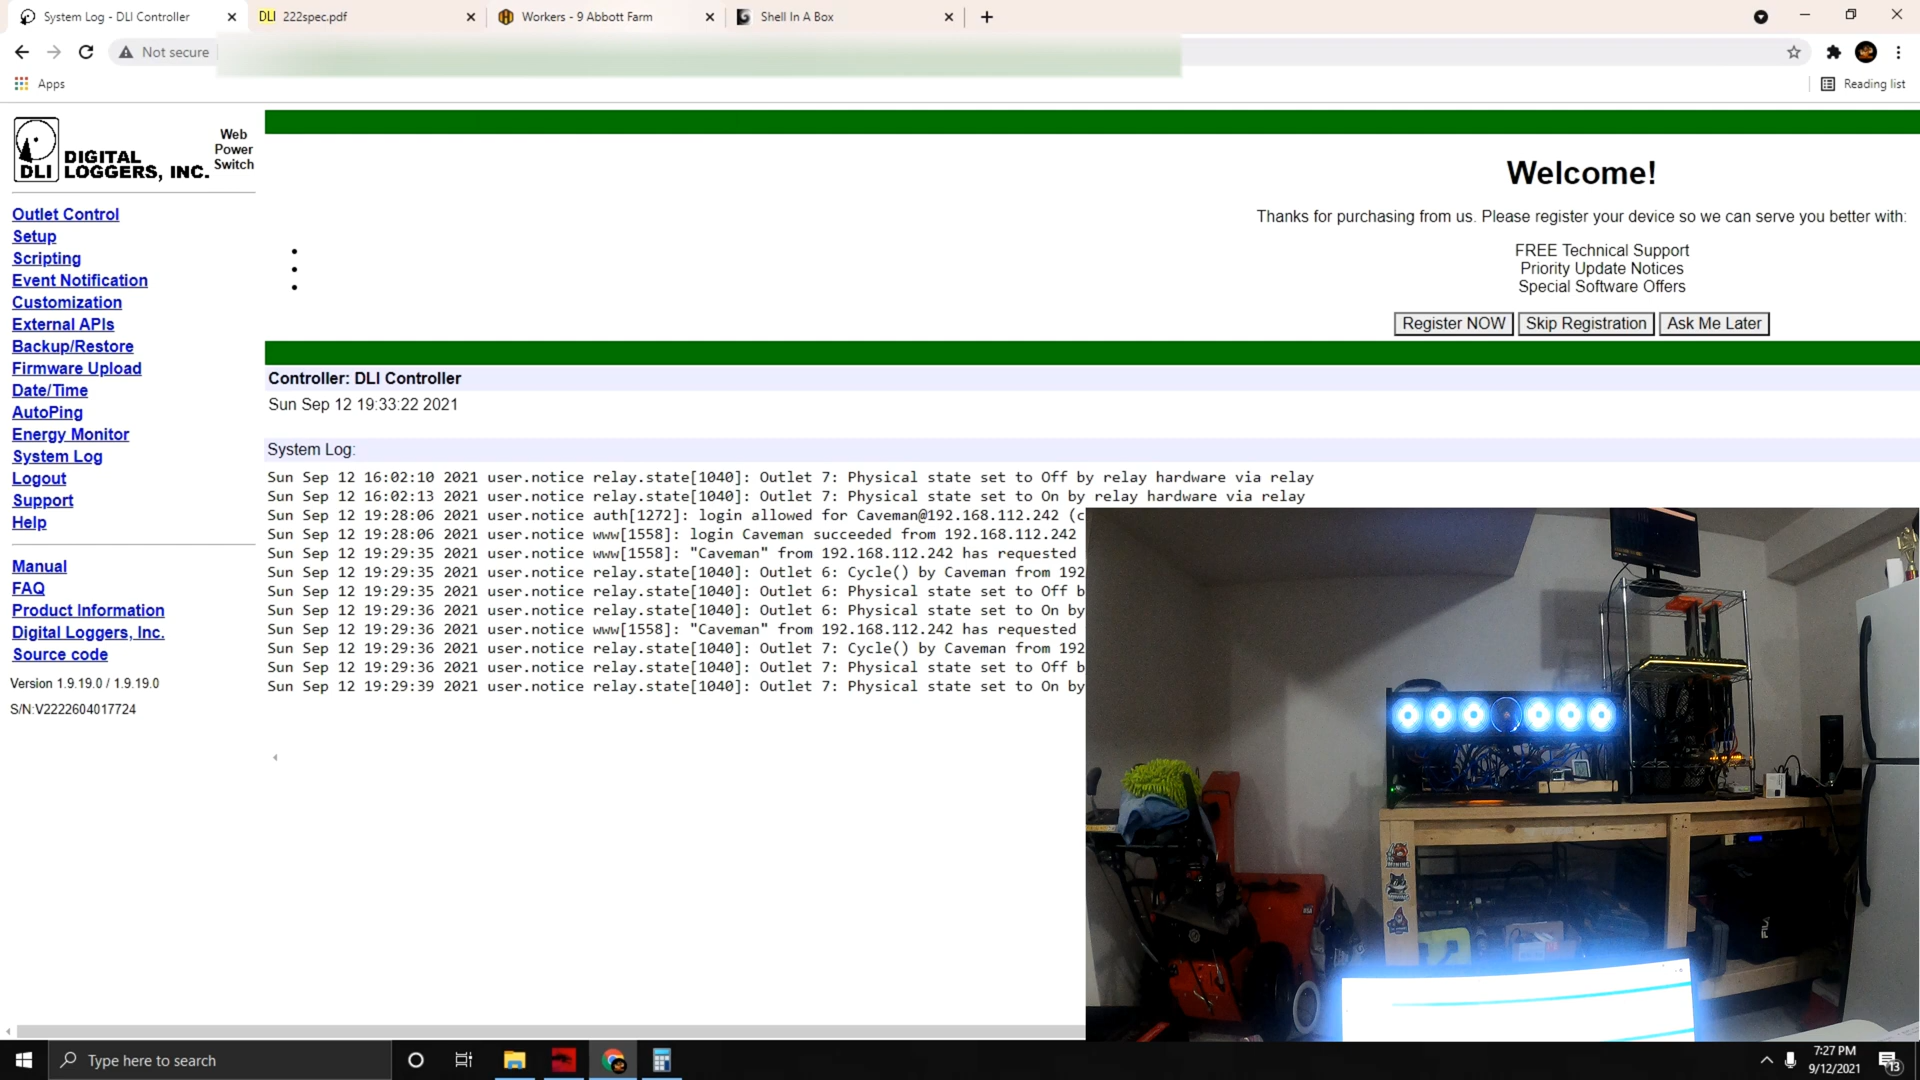 System Log - DLI Controller
DLI 222spec.pdf
Workers - 9 Abbott Farm
Shell In A Box
Not secure
Apps
Reading list
DIGITAL LOGGERS, INC.
DLI
Web Power Switch
Outlet Control
Setup
Scripting
Event Notification
Customization
External APIs
Backup/Restore
Firmware Upload
Date/Time
AutoPing
Energy Monitor
System Log
Logout
Support
Help
Manual
FAQ
Product Information
Digital Loggers, Inc.
Source code
Version 1.9.19.0 / 1.9.19.0
S/N:V2222604017724
Welcome!
Thanks for purchasing from us. Please register your device so we can serve you better with:
FREE Technical Support
Priority Update Notices
Special Software Offers
Register NOW
Skip Registration
Ask Me Later
Controller: DLI Controller
Sun Sep 12 19:33:22 2021
System Log:
Sun Sep 12 16:02:10 2021 user.notice relay.state[1040]: Outlet 7: Physical state set to Off by relay hardware via relay
Sun Sep 12 16:02:13 2021 user.notice relay.state[1040]: Outlet 7: Physical state set to On by relay hardware via relay
Sun Sep 12 19:28:06 2021 user.notice auth[1272]: login allowed for Caveman@192.168.112.242 (c
Sun Sep 12 19:28:06 2021 user.notice www[1558]: login Caveman succeeded from 192.168.112.242
Sun Sep 12 19:29:35 2021 user.notice www[1558]: "Caveman" from 192.168.112.242 has requested
Sun Sep 12 19:29:35 2021 user.notice relay.state[1040]: Outlet 6: Cycle() by Caveman from 192
Sun Sep 12 19:29:35 2021 user.notice relay.state[1040]: Outlet 6: Physical state set to Off b
Sun Sep 12 19:29:36 2021 user.notice relay.state[1040]: Outlet 6: Physical state set to On by
Sun Sep 12 19:29:36 2021 user.notice www[1558]: "Caveman" from 192.168.112.242 has requested
Sun Sep 12 19:29:36 2021 user.notice relay.state[1040]: Outlet 7: Cycle() by Caveman from 192
Sun Sep 12 19:29:36 2021 user.notice relay.state[1040]: Outlet 7: Physical state set to Off b
Sun Sep 12 19:29:39 2021 user.notice relay.state[1040]: Outlet 7: Physical state set to On by
FILA
Type here to search
7:27 PM
9/12/2021
13